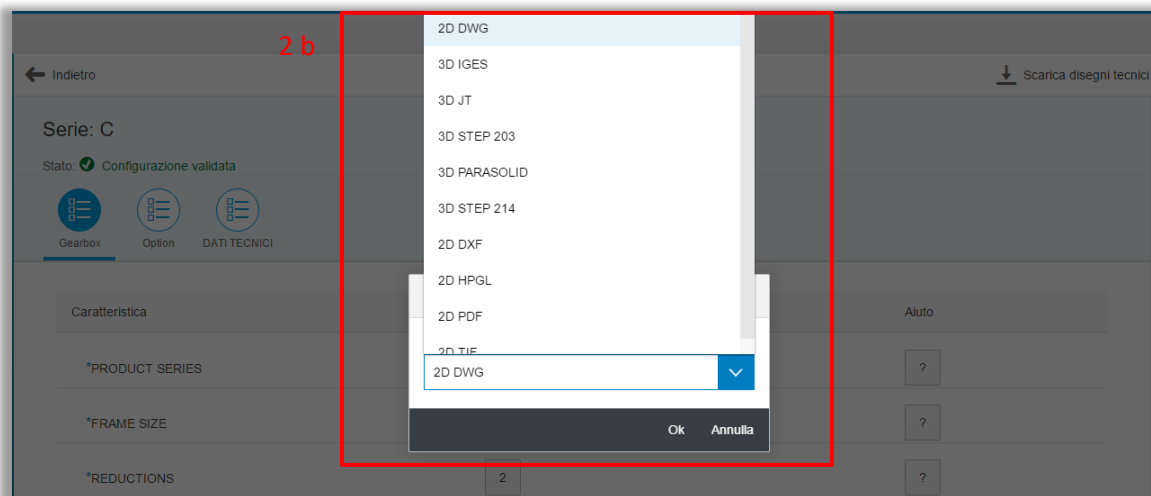 2D DWG
2 b
3D IGES
Indietro
Scarica disegni tecnici
3D JT
Serie: C
3D STEP 203
Stato: Configurazione validata
3D PARASOLID
3D STEP 214
Gearbox
Option
DATI TECNICI
2D DXF
2D HPGL
Caratteristica
Aiuto
2D PDF
2D TIF
*PRODUCT SERIES
?
2D DWG
*FRAME SIZE
?
Ok
Annulla
*REDUCTIONS
2
?